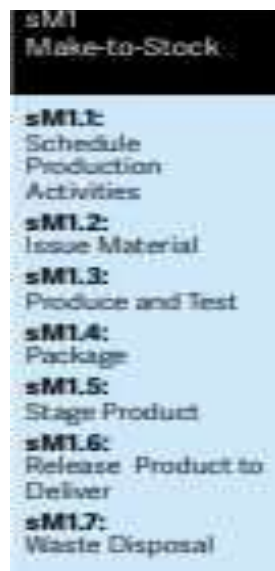 sM1
Make-to-Stock
sM1.1:
Schedule
Production
Activities
sM1.2:
Issue Material
sM1.3:
Produce and Test
sM1.4:
Package
sM1.5:
Stage Product
sM1.6:
Release Product to
Deliver
sM1.7:
Waste Disposal